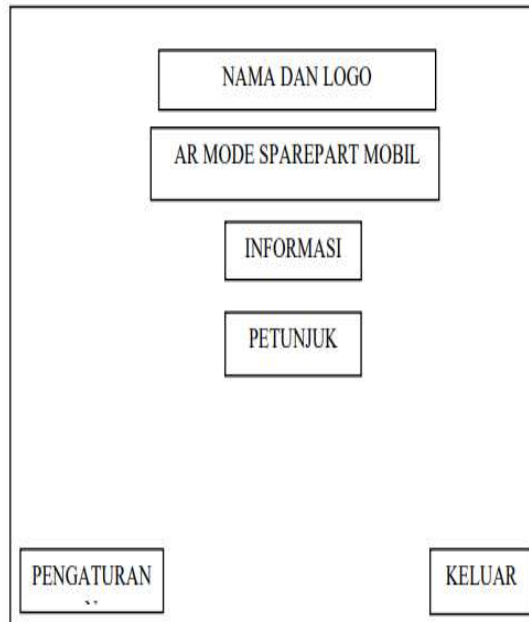 NAMA DAN LOGO
AR MODE SPAREPART MOBIL
INFORMASI
PETUNJUK
PENGATURAN
KELUAR